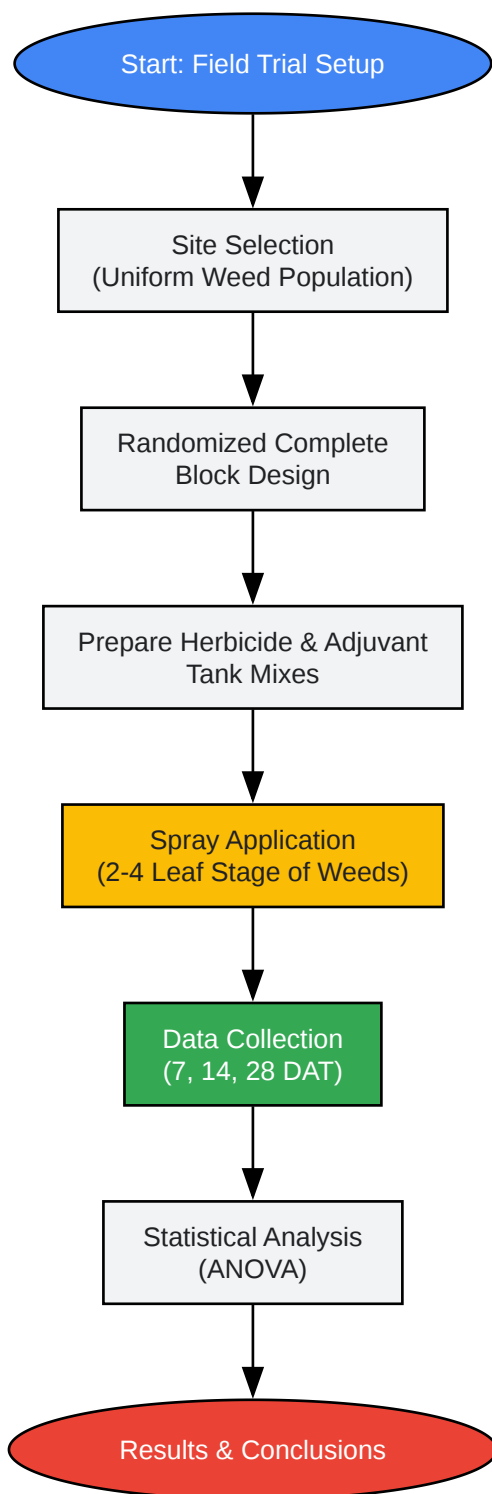 Start: Field Trial Setup
Site Selection
(Uniform Weed Population)
Randomized Complete
Block Design
Prepare Herbicide & Adjuvant
Tank Mixes
Spray Application
(2-4 Leaf Stage of Weeds)
Data Collection
(7, 14, 28 DAT)
Statistical Analysis
(ANOVA)
Results & Conclusions